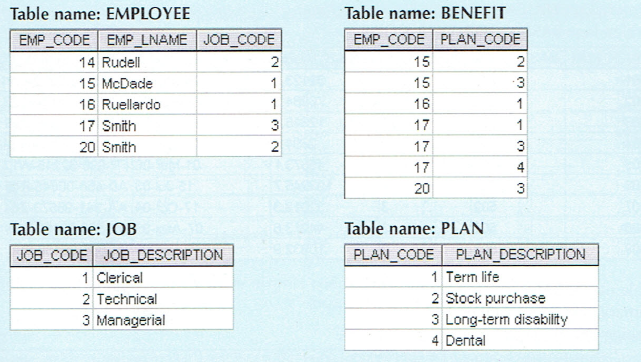 Table name: EMPLOYEE
EMP_CODE EMP_LNAME JOB_CODE
14 Rudell 2
15 McDade 1
16 Ruellardo 1
17 Smith 3
20 Smith 2
Table name: BENEFIT
EMP_CODE PLAN_CODE
15 2
15 3
16 1
17 1
17 3
17 4
20 3
Table name: JOB
JOB_CODE JOB_DESCRIPTION
1 Clerical
2 Technical
3 Managerial
Table name: PLAN
PLAN_CODE PLAN_DESCRIPTION
1 Term life
2 Stock purchase
3 Long-term disability
4 Dental